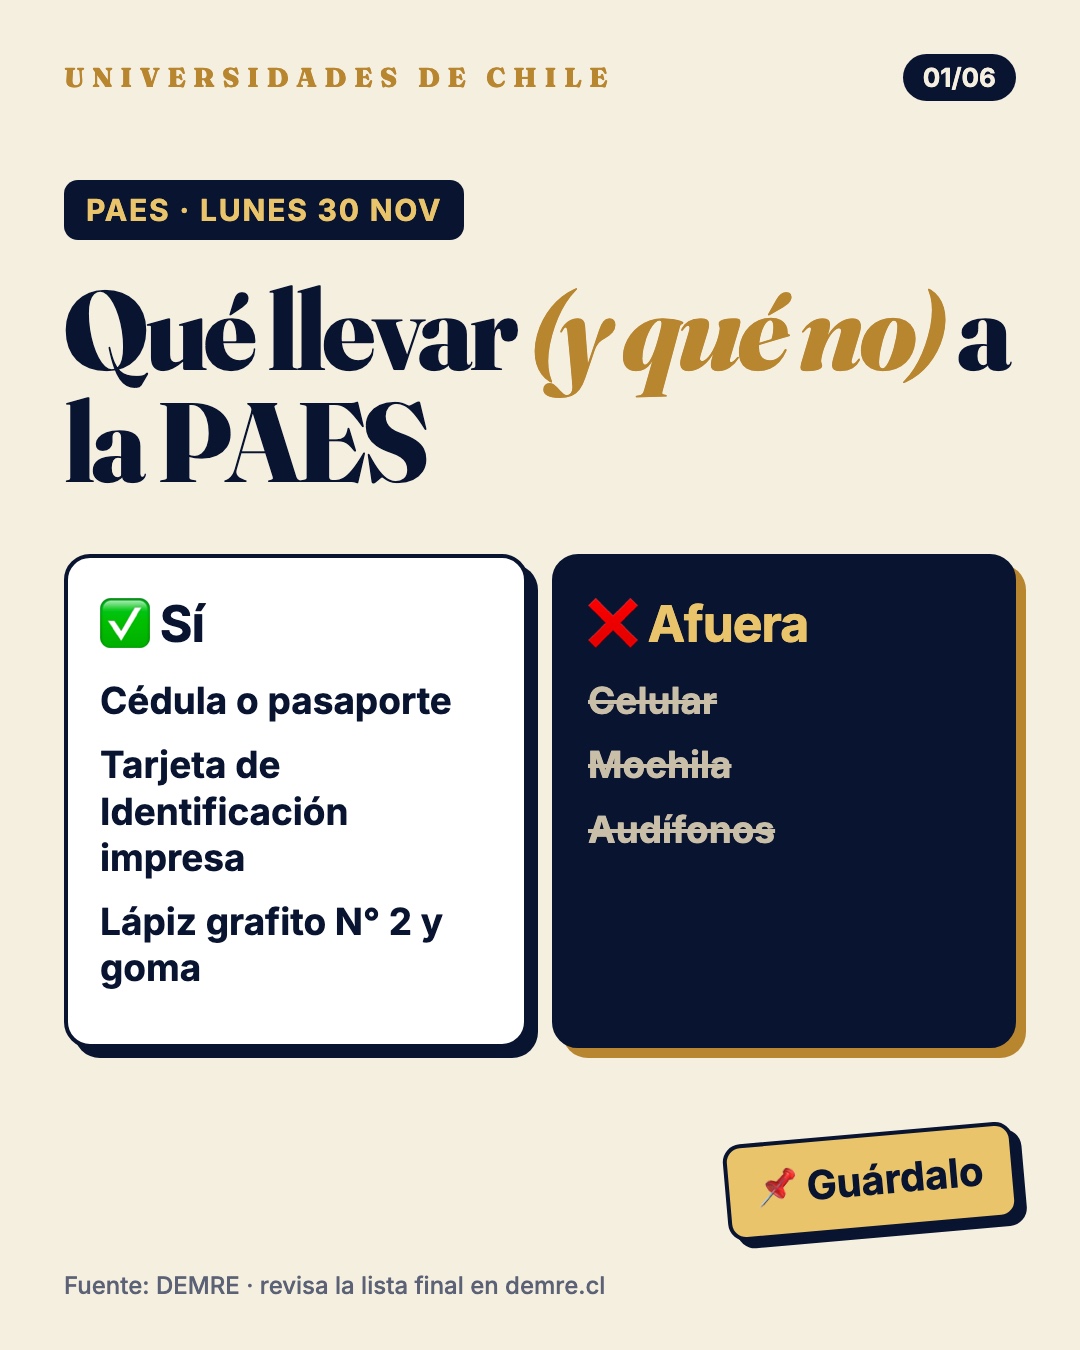 UNIVERSIDADES DE CHILE
01/06
PAES · LUNES 30 NOV
Qué llevar (y qué no) a
la PAES
✅ Sí
Cédula o pasaporte
Tarjeta de
Identificación
impresa
Lápiz grafito N° 2 y
goma
❌ Afuera
Celular
Mochila
Audífonos
📌 Guárdalo
Fuente: DEMRE · revisa la lista final en demre.cl